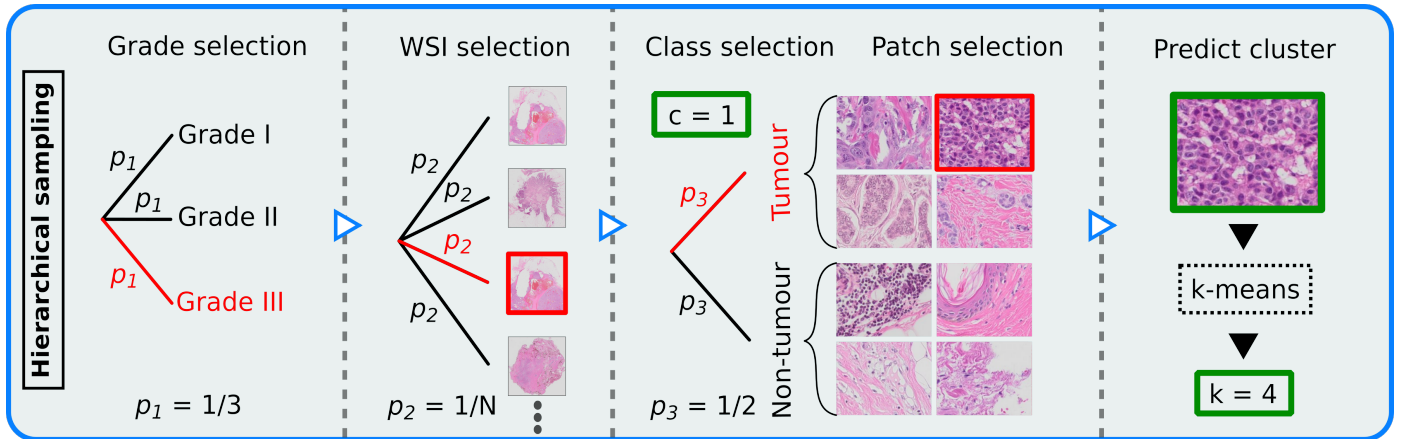 Hierarchical sampling
Grade selection
p1
Grade I
p1
Grade II
p1
Grade III
p1 = 1/3
WSI selection
p2
p2
p2
p2
p2 = 1/N
Class selection
c = 1
p3
p3
p3 = 1/2
Patch selection
Tumour
Non-tumour
Predict cluster
k-means
k = 4